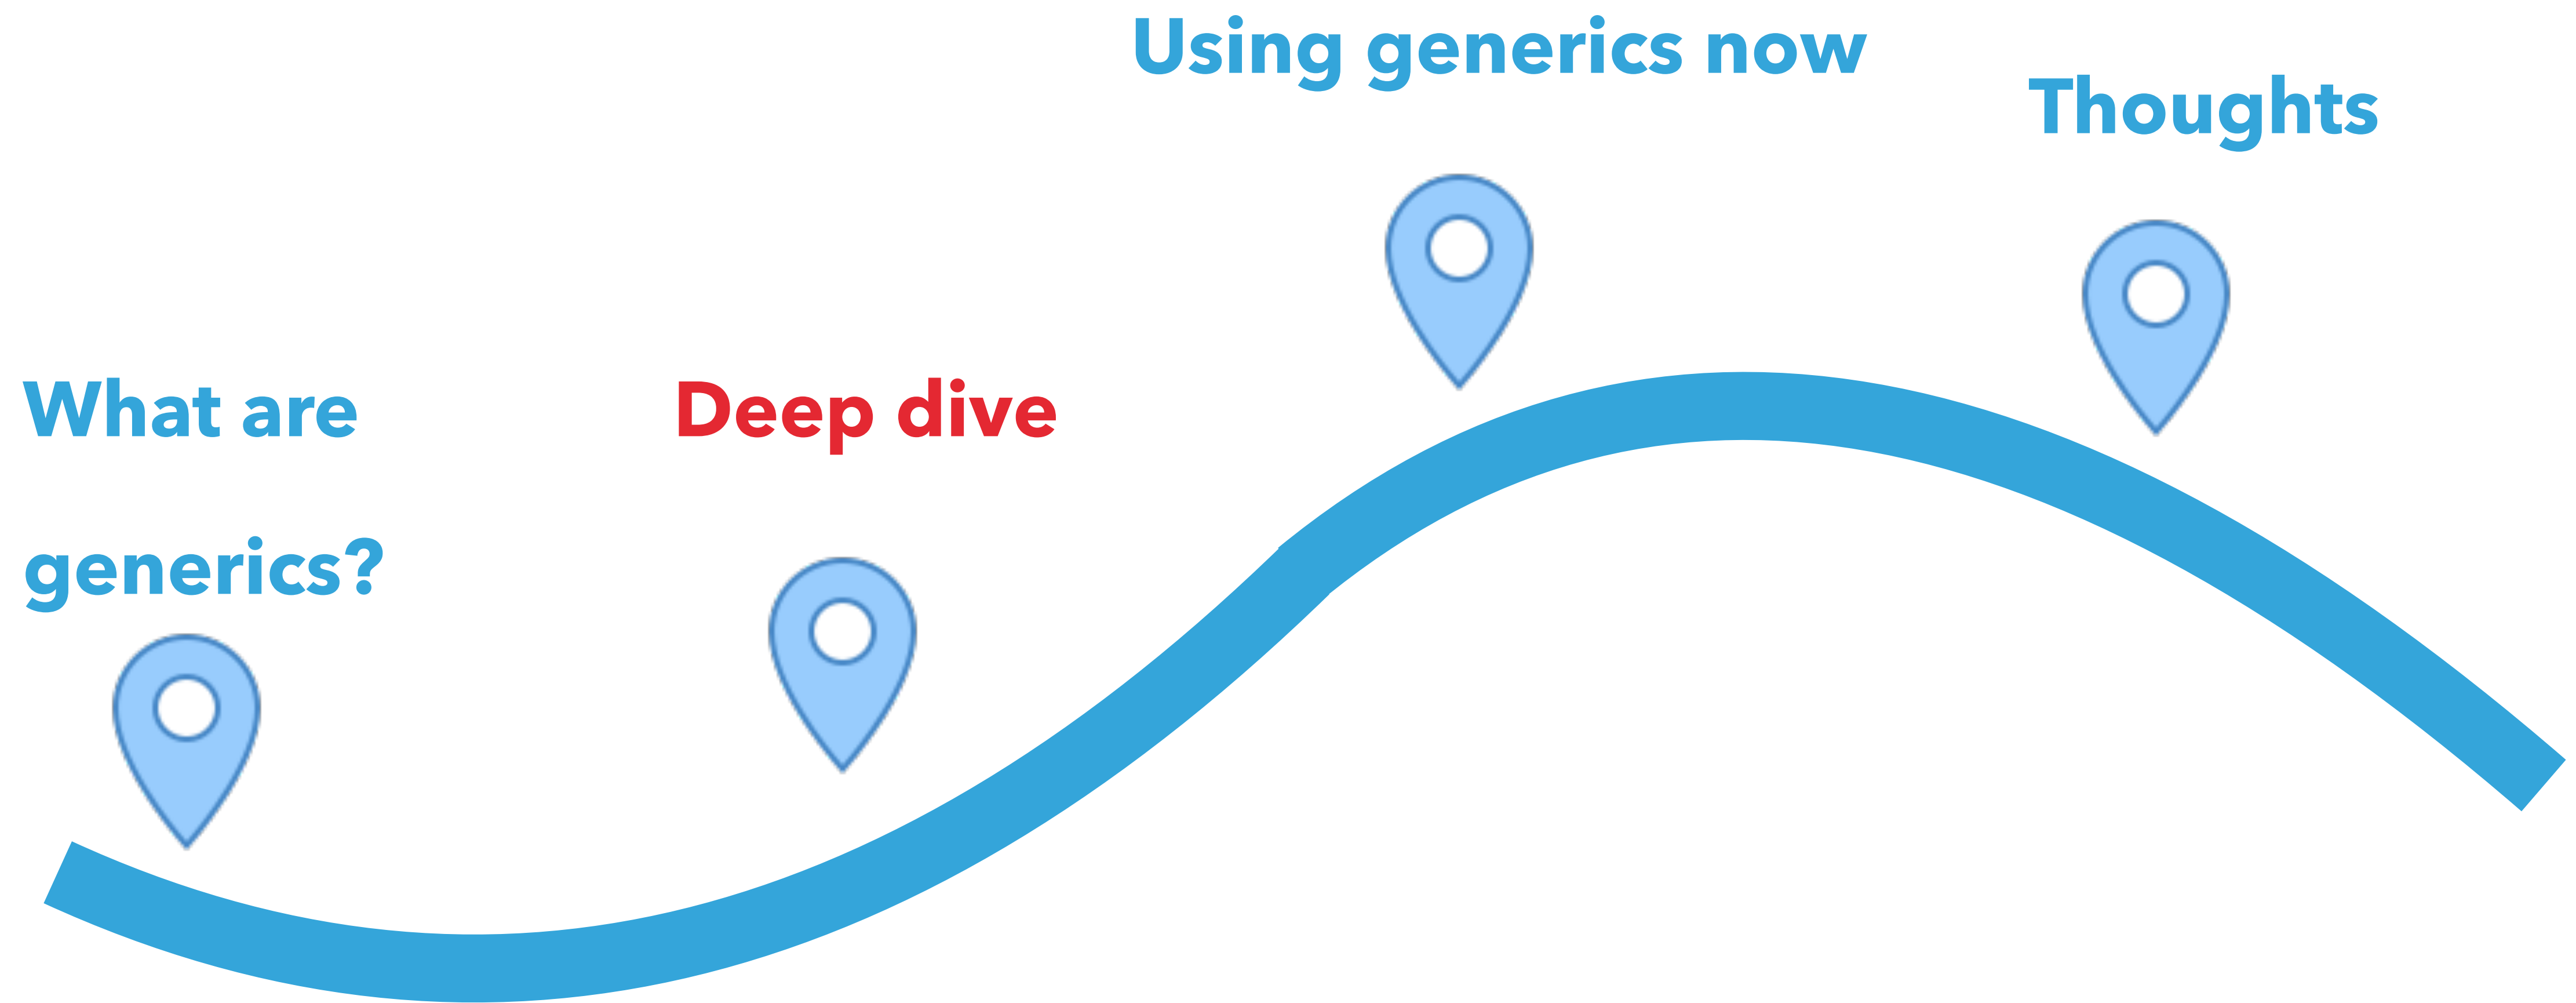 What are
generics?
Deep dive
Using generics now
Thoughts